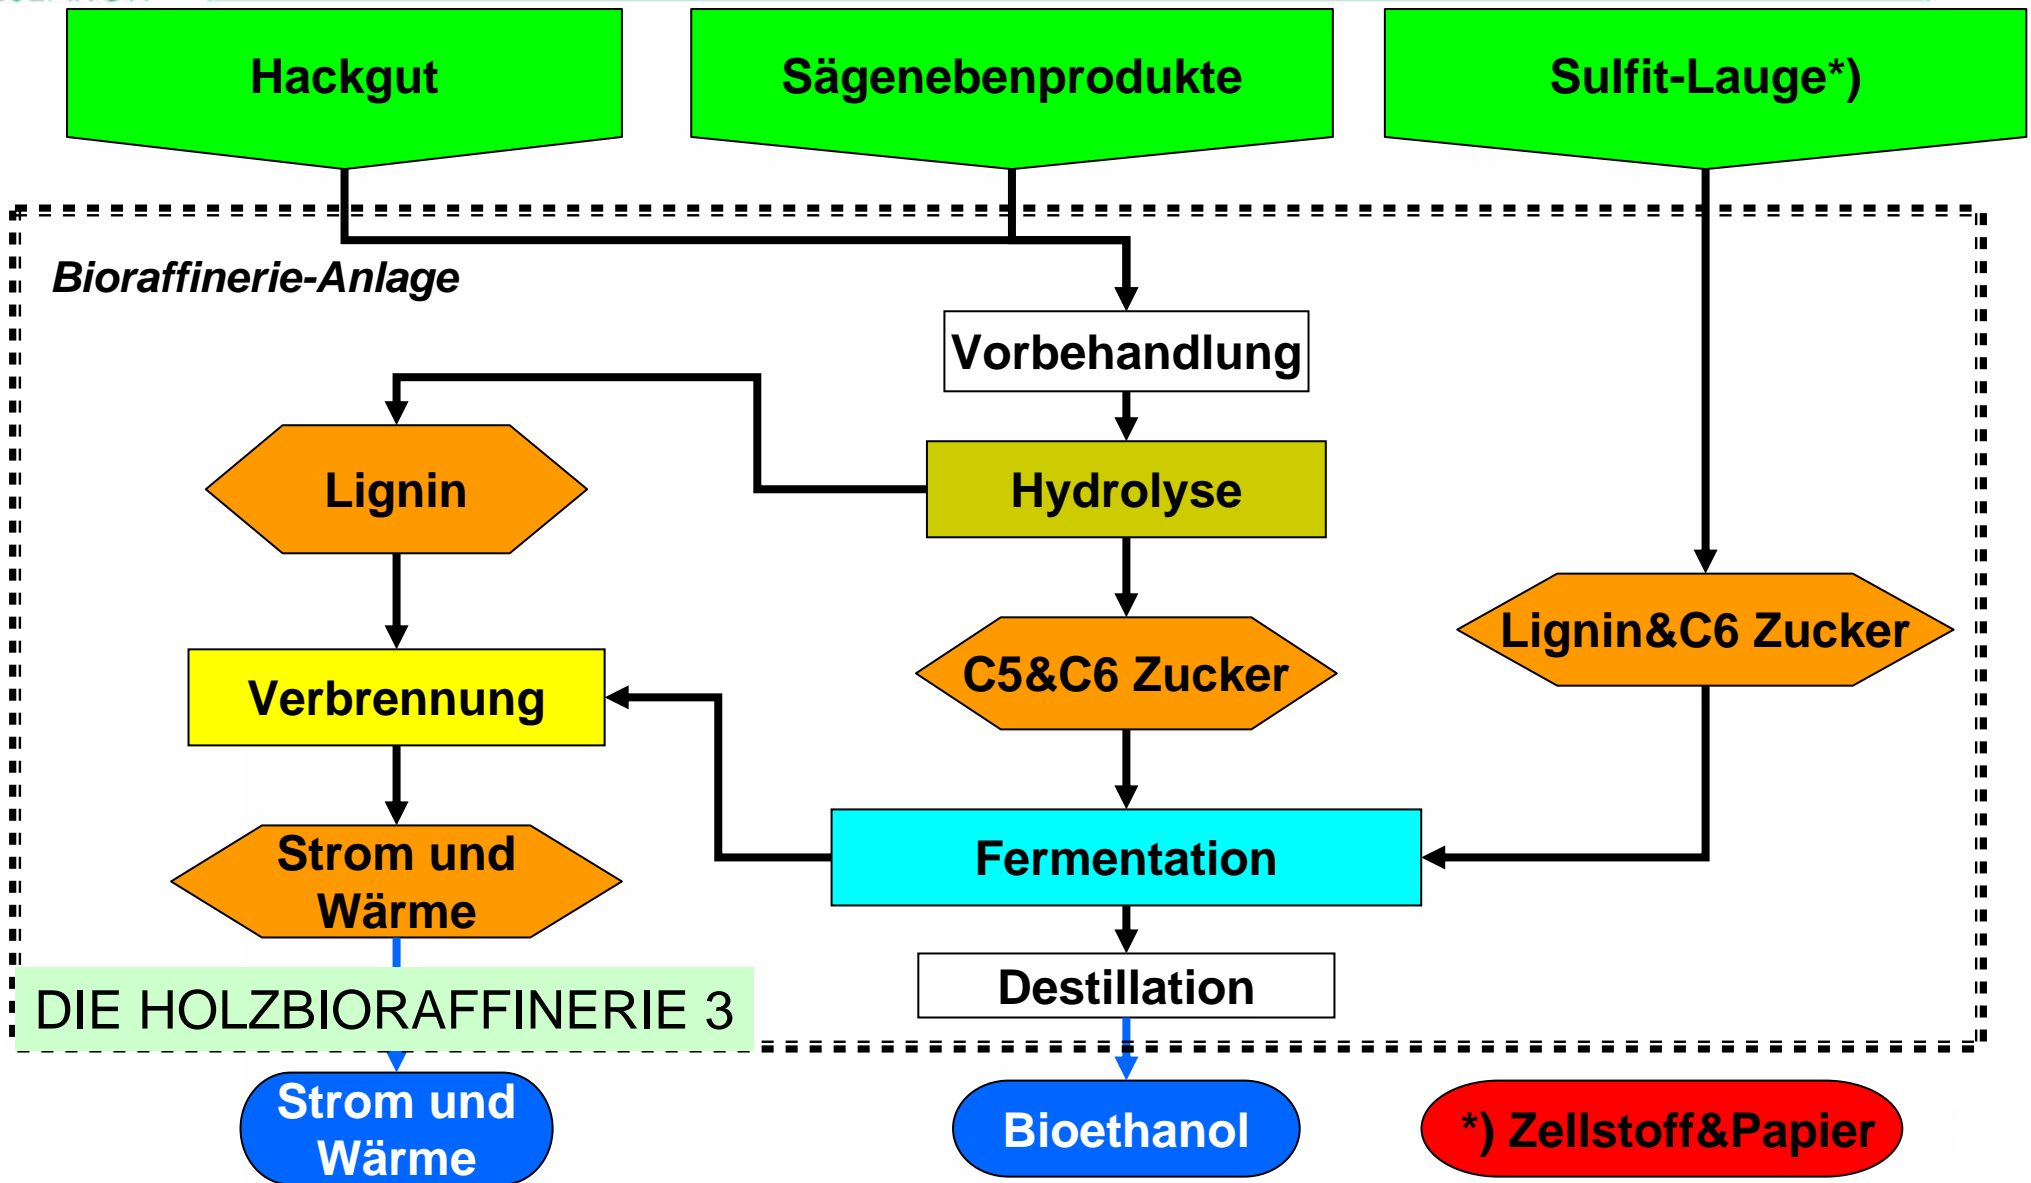 Hackgut
Sägenebenprodukte
Sulfit-Lauge*)
Bioraffinerie-Anlage
Vorbehandlung
Lignin
Hydrolyse
Lignin&C6 Zucker
C5&C6 Zucker
Verbrennung
Strom und
Wärme
Fermentation
Destillation
DIE HOLZBIORAFFINERIE 3
Strom und
Wärme
Bioethanol
*) Zellstoff&Papier